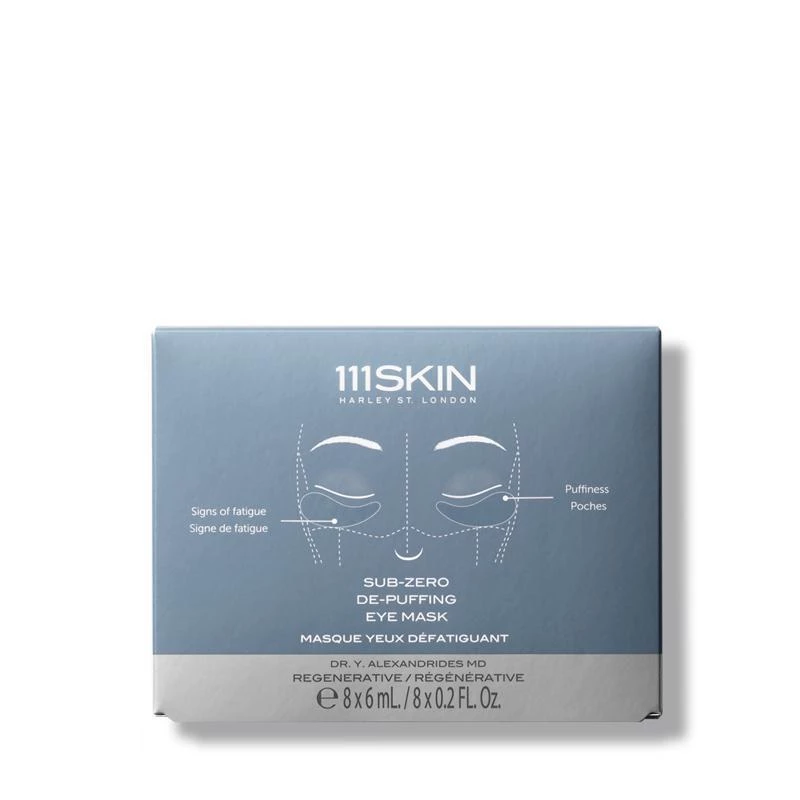 111SKIN
HARLEY ST. LONDON
Signs of fatigue
Signe de fatigue
Puffiness
Poches
SUB-ZERO
DE-PUFFING
EYE MASK
MASQUE YEUX DÉFATIGUANT
DR. Y. ALEXANDRIDES MD
REGENERATIVE / RÉGÉNÉRATIVE
℮ 8 x 6 mL. / 8 x 0.2 FL. Oz.